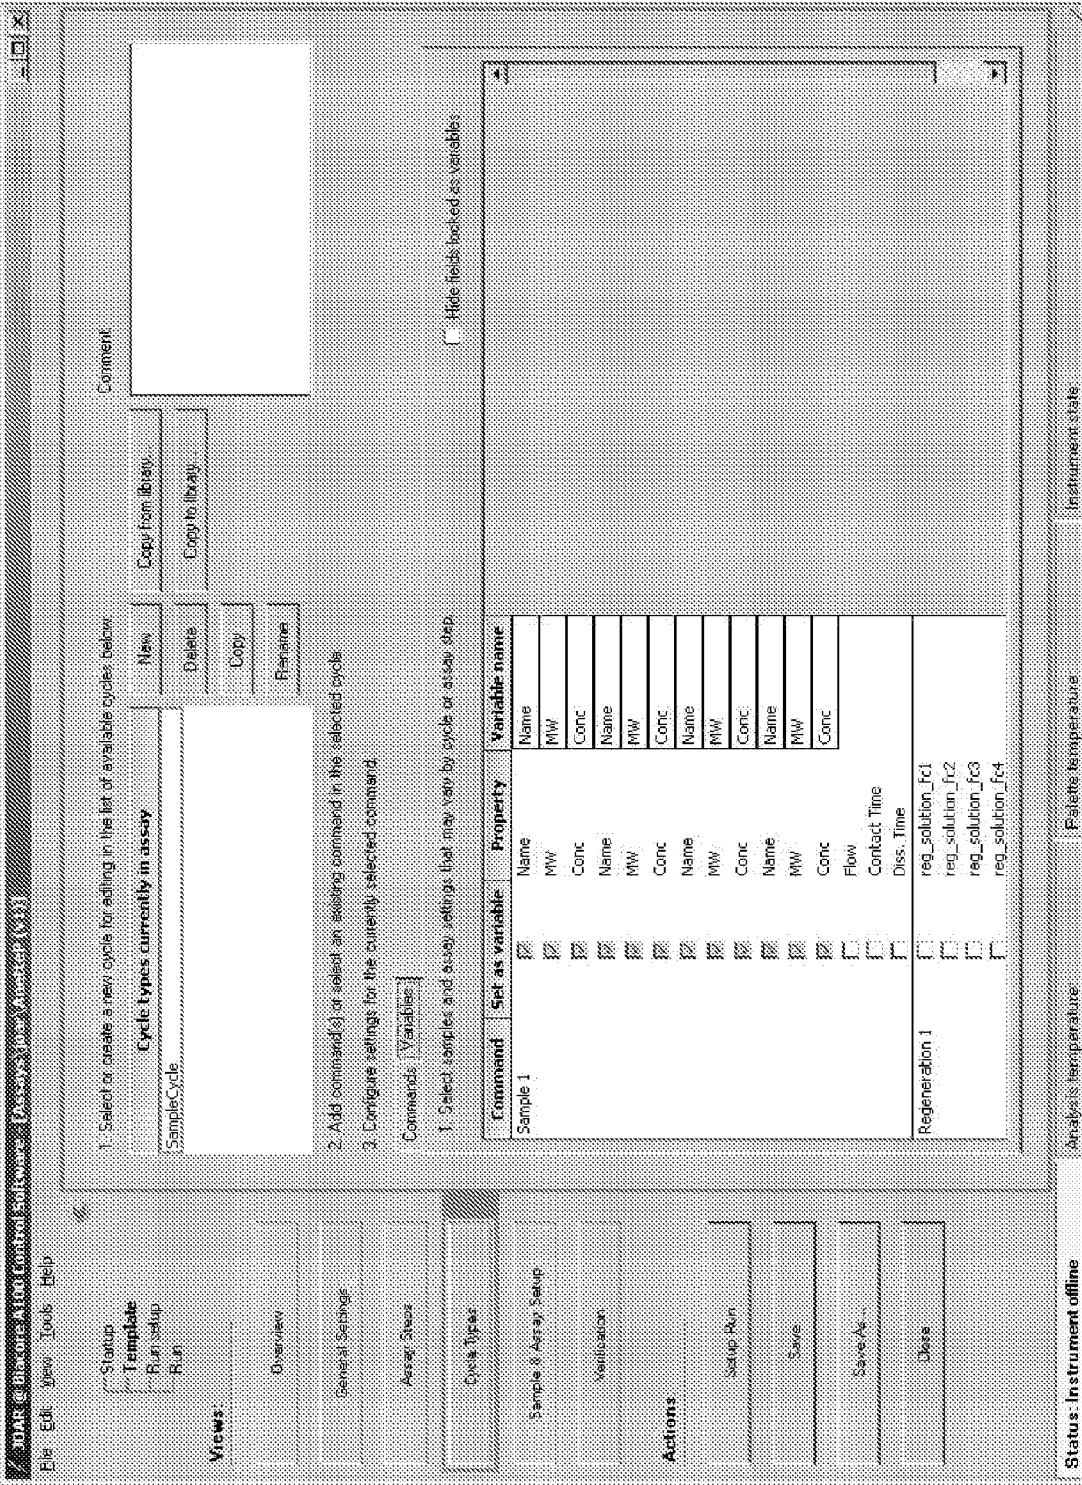 JDAR @ Biacore A100 Control Software
File Edit View Tools Help
Startup
Template
Run setup
Run
Views:
Overview
General Settings
Assay Steps
Cycle Types
Sample & Assay Setup
Ventilation
Actions
Setup Run
Save
Save As...
Close
1. Select or create a new cycle for editing in the list of available cycles below.
Comment:
Cycle types currently in assay
SampleCycle
New
Delete
Copy
Rename
Copy from library...
Copy to library...
2. Add command(s) or select an existing command in the selected cycle.
3. Configure settings for the currently selected command.
Commands Variables
1. Select samples and assay settings that may vary by cycle or assay step.
Hide fields locked as variables
Command Set as variable Property Variable name
Sample 1 Name Name
MW MW
Conc Conc
Name Name
MW MW
Conc Conc
Name Name
MW MW
Conc Conc
Name Name
MW MW
Conc Conc
Flow
Contact Time
Diss. Time
Regeneration 1 reg_solution_fc1
reg_solution_fc2
reg_solution_fc3
reg_solution_fc4
Status: Instrument offline Analysis temperature: Palette temperature: Instrument state: